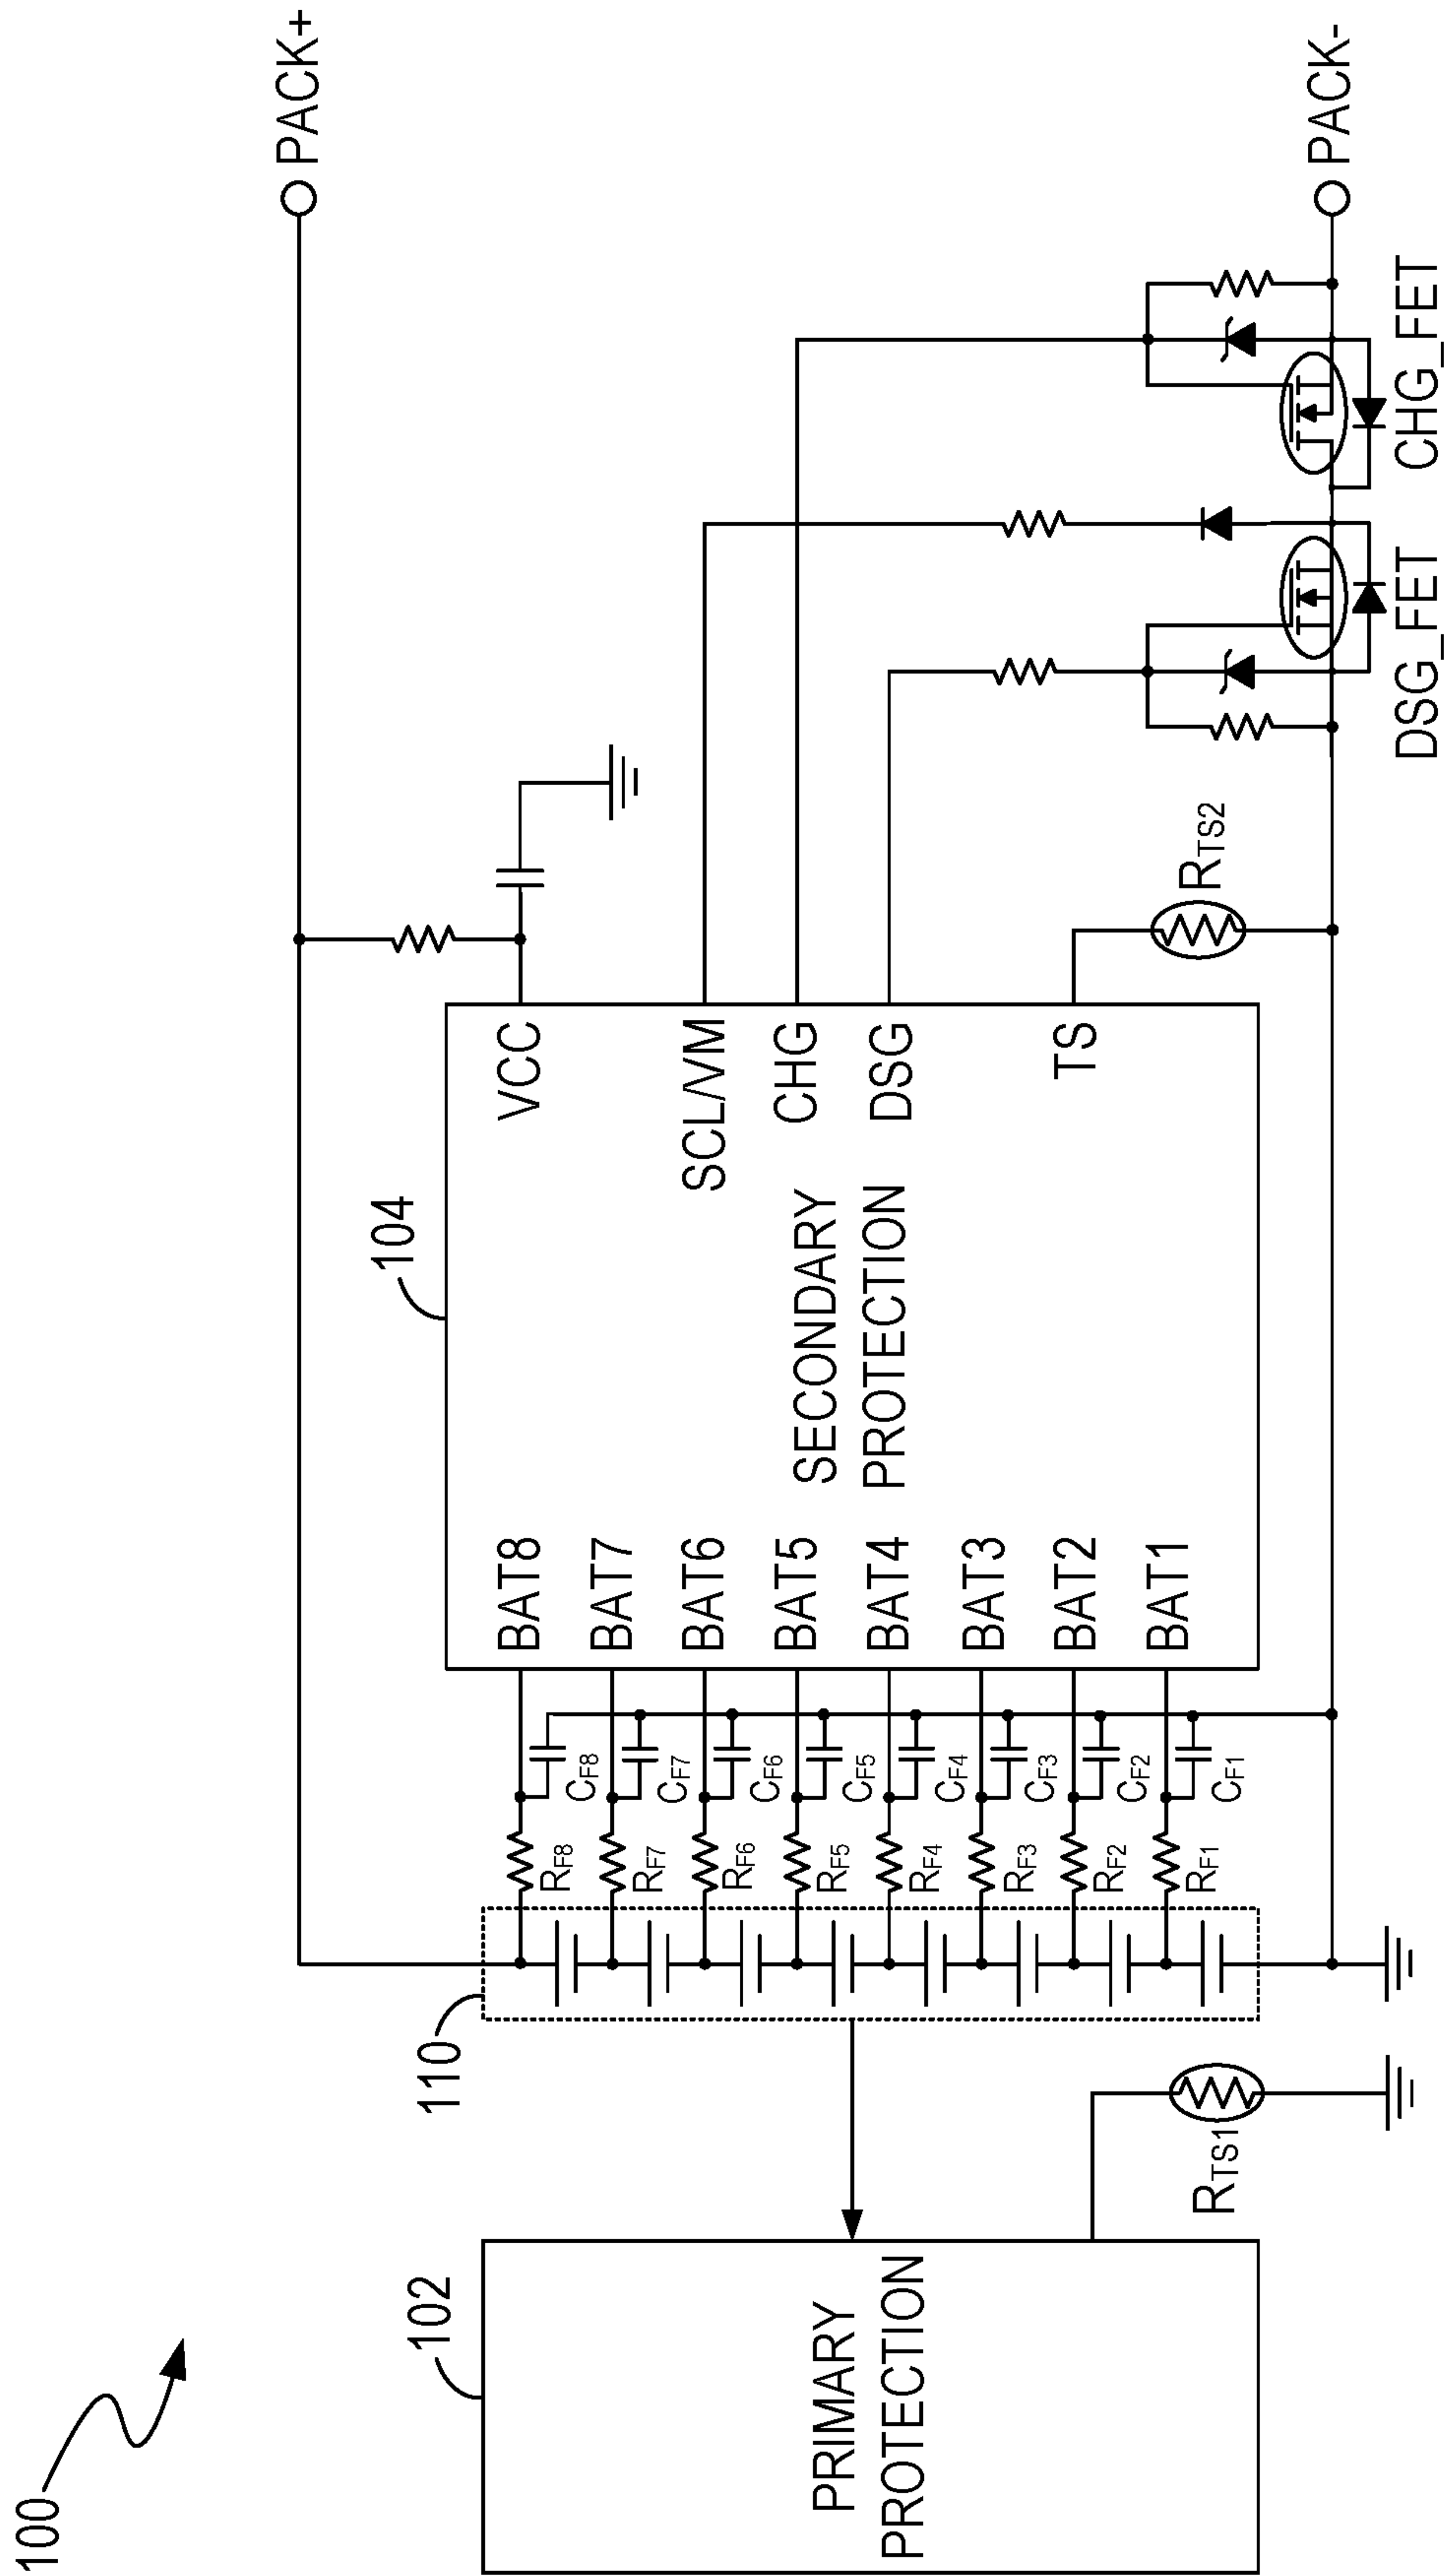 100
PACK+
104
VCC
SCL/VM
CHG
DSG
TS
SECONDARY
PROTECTION
BAT8
BAT7
BAT6
BAT5
BAT4
BAT3
BAT2
BAT1
CF8
CF7
CF6
CF5
CF4
CF3
CF2
CF1
RF8
RF7
RF6
RF5
RF4
RF3
RF2
RF1
110
102
PRIMARY
PROTECTION
RTS1
RTS2
DSG_FET
CHG_FET
PACK-